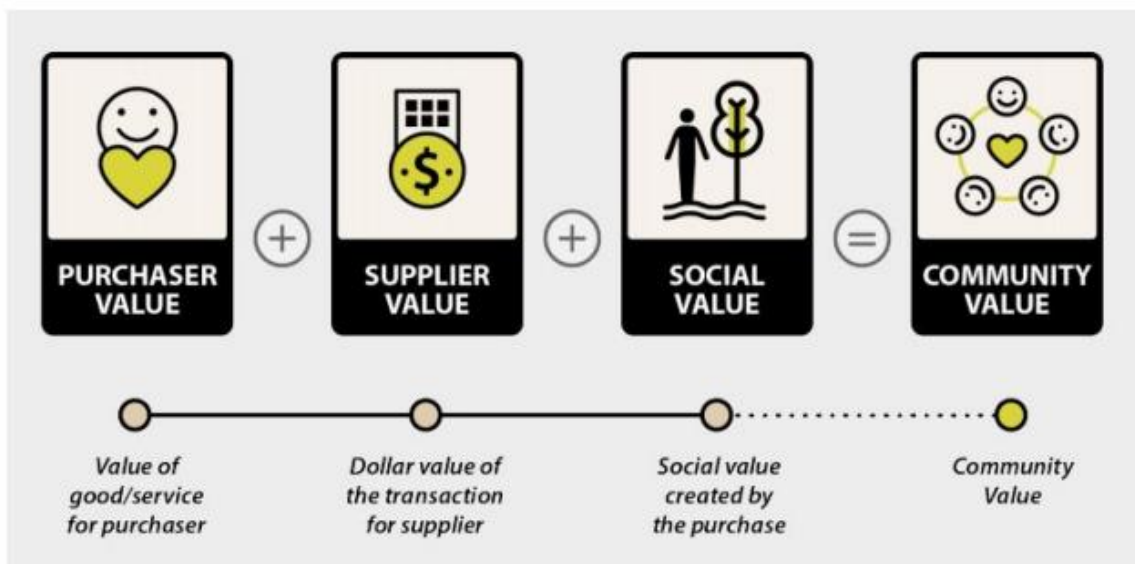 $
+
+
=
PURCHASER
VALUE
SUPPLIER
VALUE
SOCIAL
VALUE
COMMUNITY
VALUE
Value of
good/service
for purchaser
Dollar value of
the transaction
for supplier
Social value
created by
the purchase
Community
Value